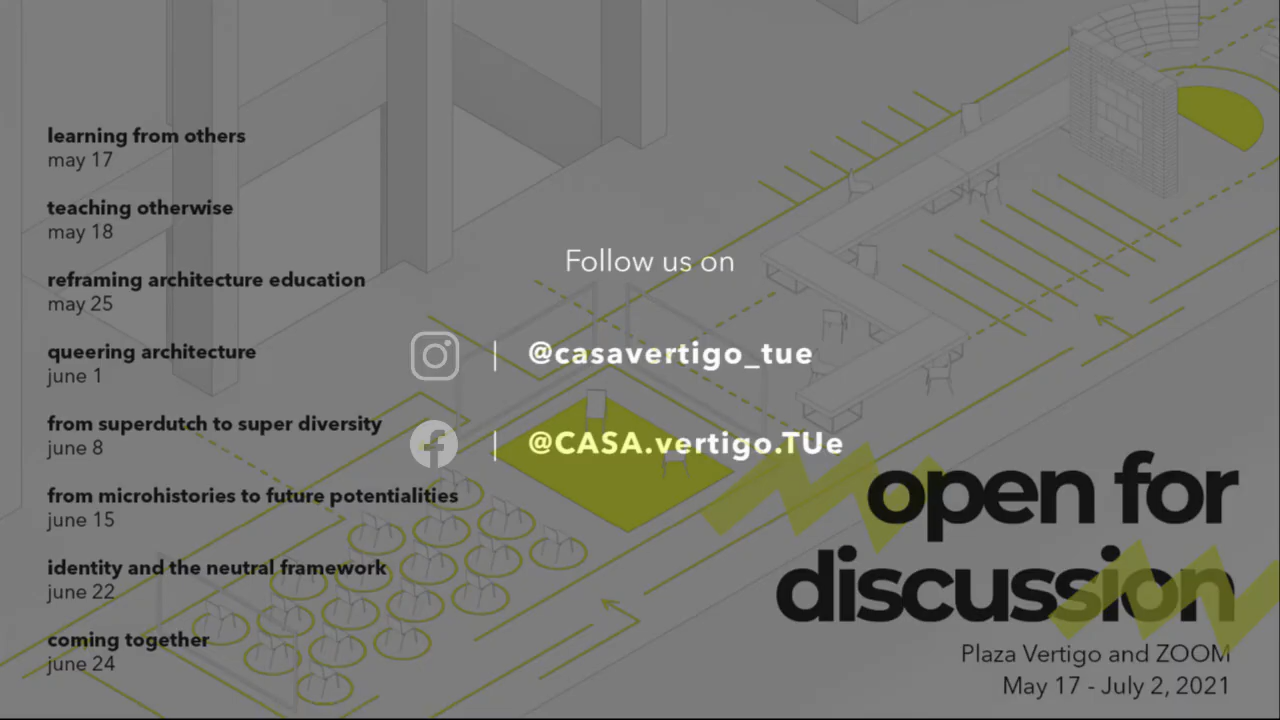 learning from others
may 17
teaching otherwise
may 18
reframing architecture education
may 25
queering architecture
june 1
from superdutch to super diversity
june 8
from microhistories to future potentialities
june 15
identity and the neutral framework
june 22
coming together
june 24
Follow us on
| @casavertigo_tue
| @CASA.vertigo.TUe
open for
discussion
Plaza Vertigo and ZOOM
May 17 - July 2, 2021